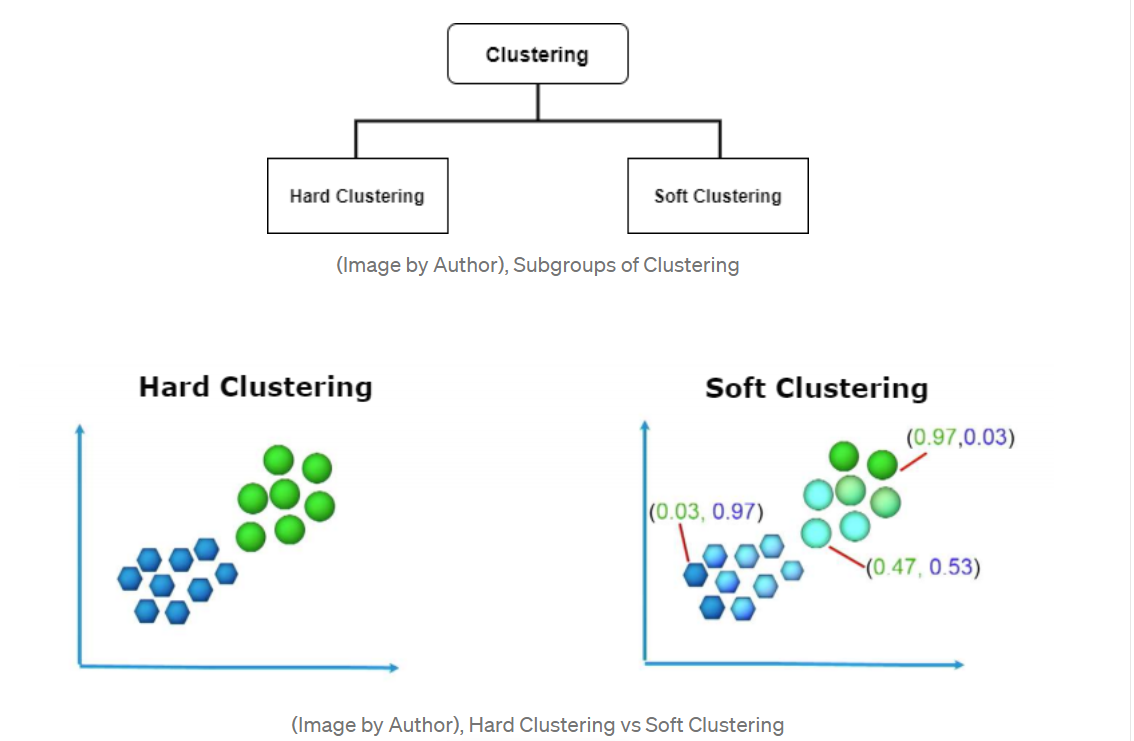 Clustering
Hard Clustering
Soft Clustering
(Image by Author), Subgroups of Clustering
Hard Clustering
Soft Clustering
(0.97,0.03)
(0.03, 0.97)
(0.47, 0.53)
(Image by Author), Hard Clustering vs Soft Clustering